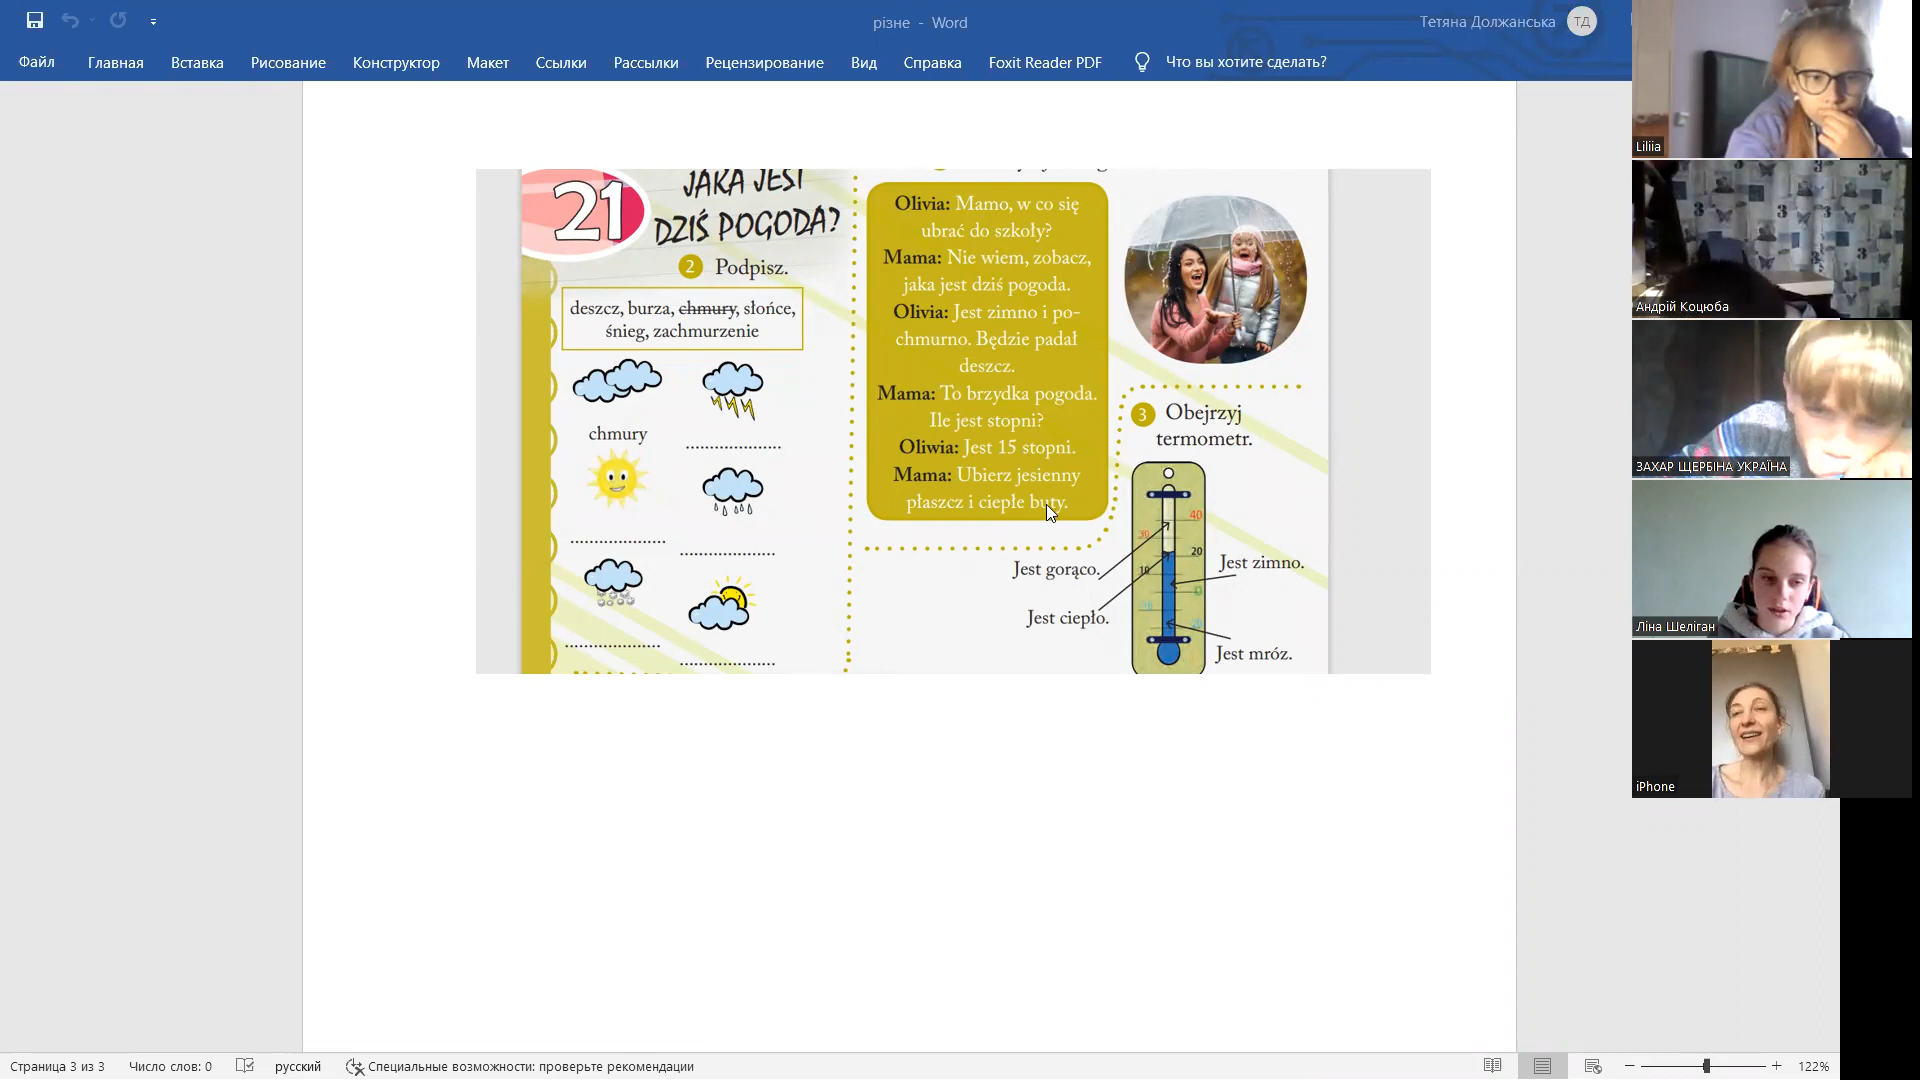 різне - Word
Тетяна Должанська
ТД
Файл
Главная
Вставка
Рисование
Конструктор
Макет
Ссылки
Рассылки
Рецензирование
Вид
Справка
Foxit Reader PDF
Что вы хотите сделать?
21
JAKA JEST
DZIŚ POGODA?
2 Podpisz.
deszcz, burza, chmury, słońce,
śnieg, zachmurzenie
chmury
Olivia: Mamo, w co się
ubrać do szkoły?
Mama: Nie wiem, zobacz,
jaka jest dziś pogoda.
Olivia: Jest zimno i po-
chmurno. Będzie padał
deszcz.
Mama: To brzydka pogoda.
Ile jest stopni?
Oliwia: Jest 15 stopni.
Mama: Ubierz jesienny
płaszcz i ciepłe buty.
3 Obejrzyj
termometr.
40
30
20
10
0
Jest gorąco.
Jest ciepło.
Jest zimno.
Jest mróz.
Liliia
Андрій Коцюба
ЗАХАР ЩЕРБІНА УКРАЇНА
Ліна Шеліган
iPhone
Страница 3 из 3
Число слов: 0
русский
Специальные возможности: проверьте рекомендации
122%